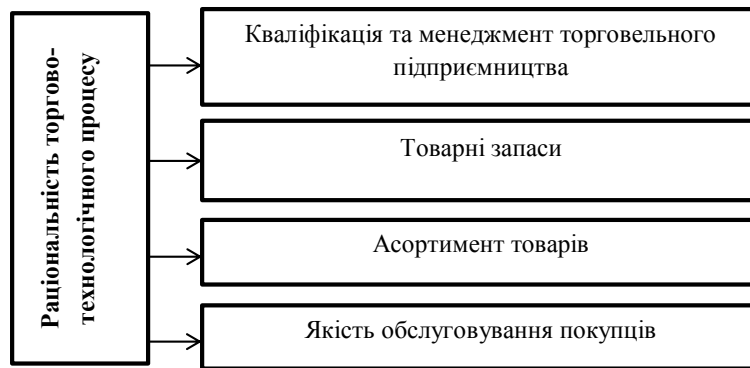 Раціональність торгово-
технологічного процесу
Кваліфікація та менеджмент торговельного
підприємництва
Товарні запаси
Асортимент товарів
Якість обслуговування покупців